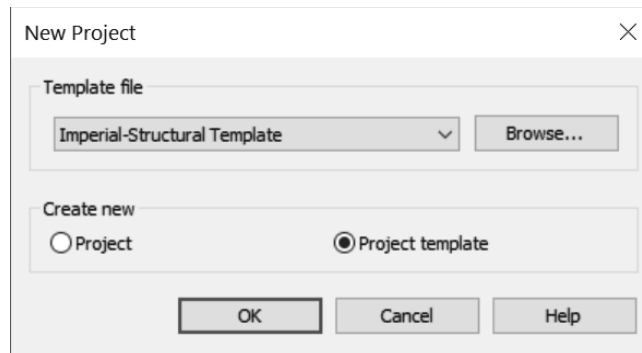 New Project
Template file
Imperial-Structural Template
Browse...
Create new
Project
Project template
OK
Cancel
Help